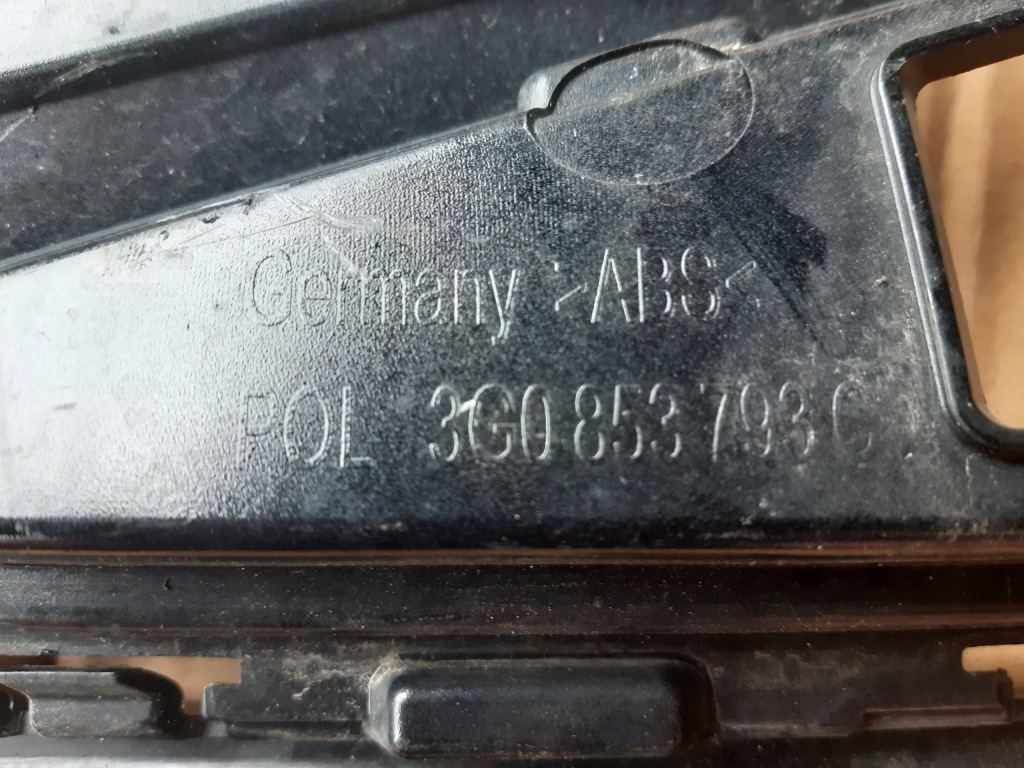 Germany >ABS<
POL 3G0 853 793 C